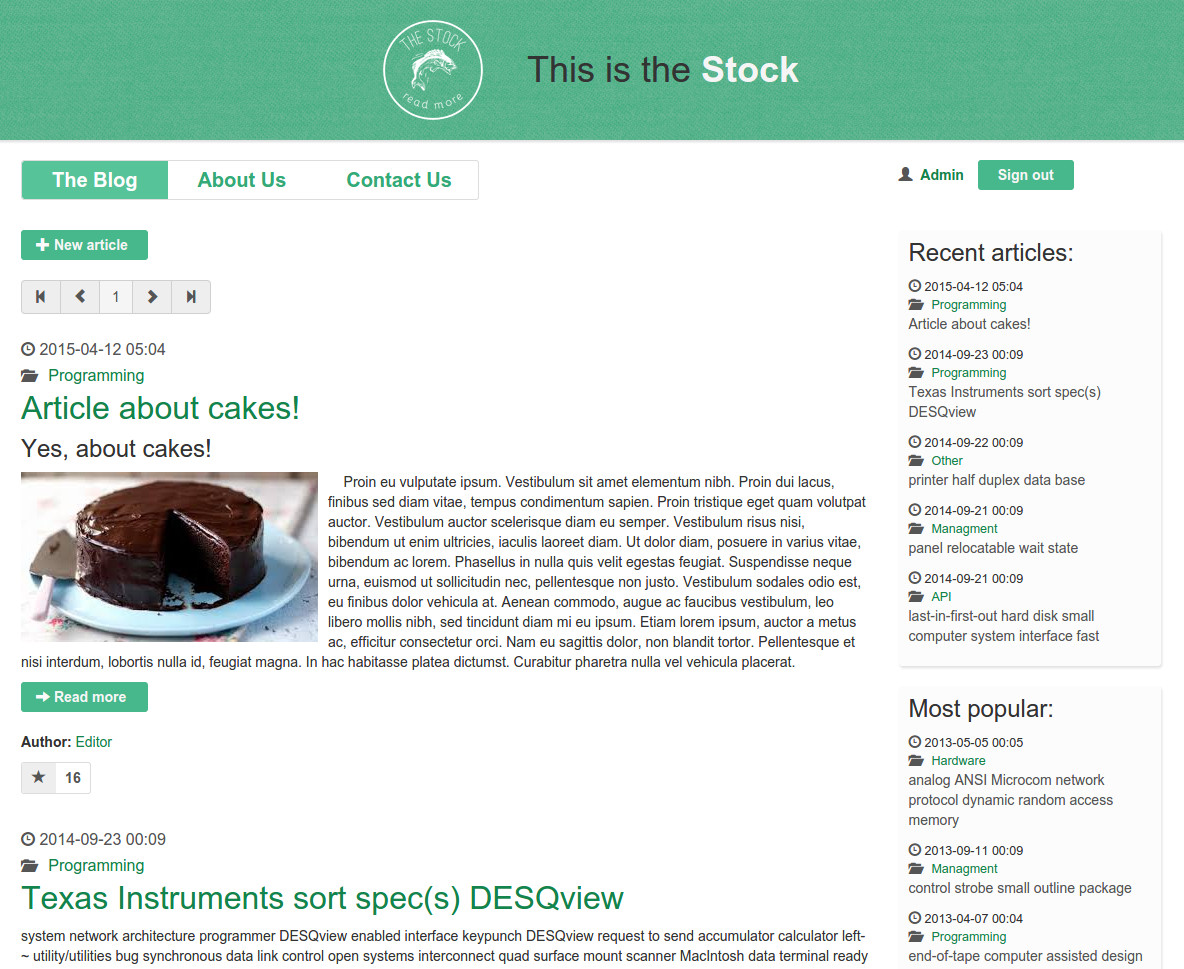 THE STOCK
read more
This is the Stock
The Blog About Us Contact Us
Admin Sign out
New article
1
2015-04-12 05:04
Programming
Article about cakes!
Yes, about cakes!
Proin eu vulputate ipsum. Vestibulum sit amet elementum nibh. Proin dui lacus,
finibus sed diam vitae, tempus condimentum sapien. Proin tristique eget quam volutpat
auctor. Vestibulum auctor scelerisque diam eu semper. Vestibulum risus nisi,
bibendum ut enim ultricies, iaculis laoreet diam. Ut dolor diam, posuere in varius vitae,
bibendum ac lorem. Phasellus in nulla quis velit egestas feugiat. Suspendisse neque
urna, euismod ut sollicitudin nec, pellentesque non justo. Vestibulum sodales odio est,
eu finibus dolor vehicula at. Aenean commodo, augue ac faucibus vestibulum, leo
libero mollis nibh, sed tincidunt diam mi eu ipsum. Etiam lorem ipsum, auctor a metus
ac, efficitur consectetur orci. Nam eu sagittis dolor, non blandit tortor. Pellentesque et
nisi interdum, lobortis nulla id, feugiat magna. In hac habitasse platea dictumst. Curabitur pharetra nulla vel vehicula placerat.
Read more
Author: Editor
16
2014-09-23 00:09
Programming
Texas Instruments sort spec(s) DESQview
system network architecture programmer DESQview enabled interface keypunch DESQview request to send accumulator calculator left-
~ utility/utilities bug synchronous data link control open systems interconnect quad surface mount scanner MacIntosh data terminal ready
Recent articles:
2015-04-12 05:04
Programming
Article about cakes!
2014-09-23 00:09
Programming
Texas Instruments sort spec(s)
DESQview
2014-09-22 00:09
Other
printer half duplex data base
2014-09-21 00:09
Managment
panel relocatable wait state
2014-09-21 00:09
API
last-in-first-out hard disk small
computer system interface fast
Most popular:
2013-05-05 00:05
Hardware
analog ANSI Microcom network
protocol dynamic random access
memory
2013-09-11 00:09
Managment
control strobe small outline package
2013-04-07 00:04
Programming
end-of-tape computer assisted design